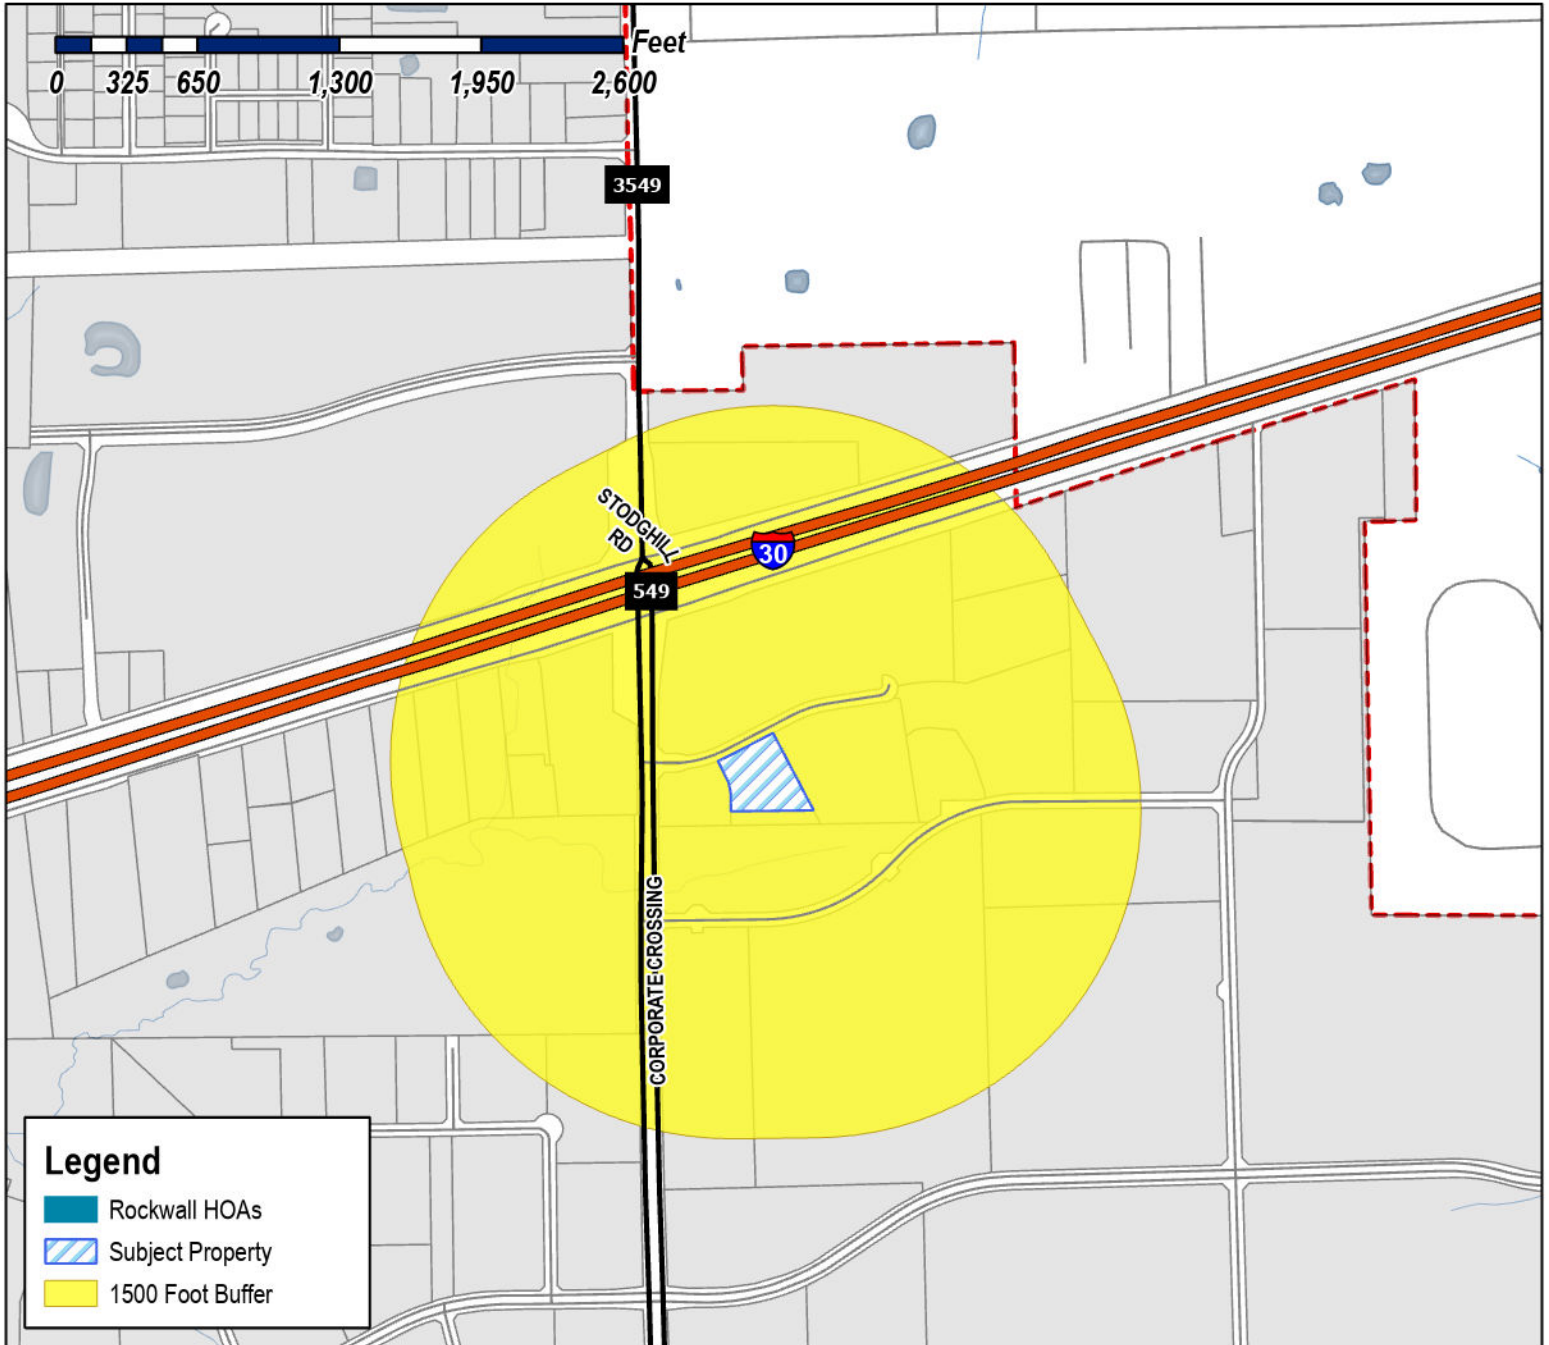 Feet
0 325 650 1,300 1,950 2,600
3549
STODGHILL
RD
30
549
CORPORATE CROSSING
Legend
Rockwall HOAs
Subject Property
1500 Foot Buffer